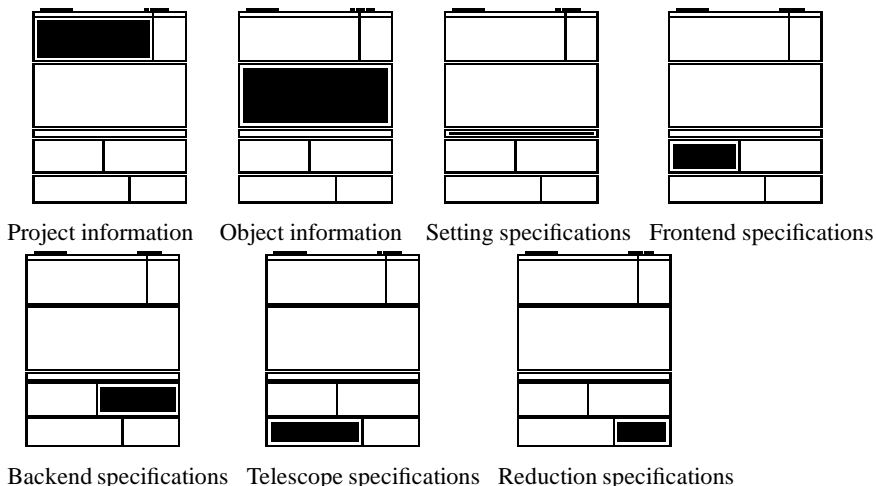 Project information Object information Setting specifications Frontend specifications
Backend specifications Telescope specifications Reduction specifications